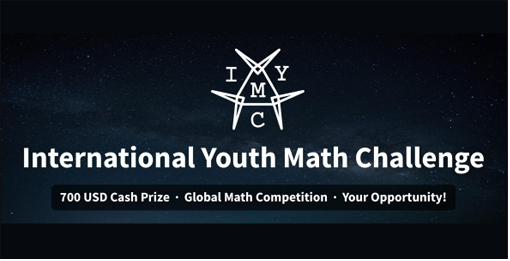 I Y
M
C
International Youth Math Challenge
700 USD Cash Prize · Global Math Competition · Your Opportunity!